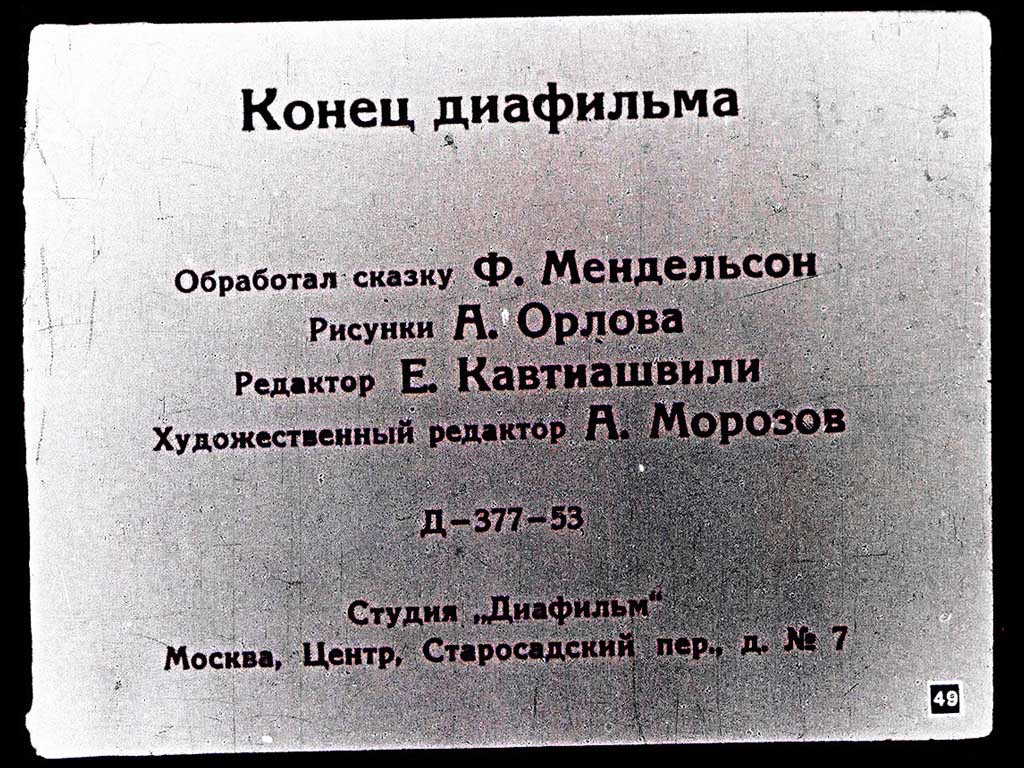 Конец диафильма
Обработал сказку Ф. Мендельсон
Рисунки А. Орлова
Редактор Е. Кавтиашвили
Художественный редактор А. Морозов
Д–377–53
Студия „Диафильм“
Москва, Центр, Старосадский пер., д. № 7
49